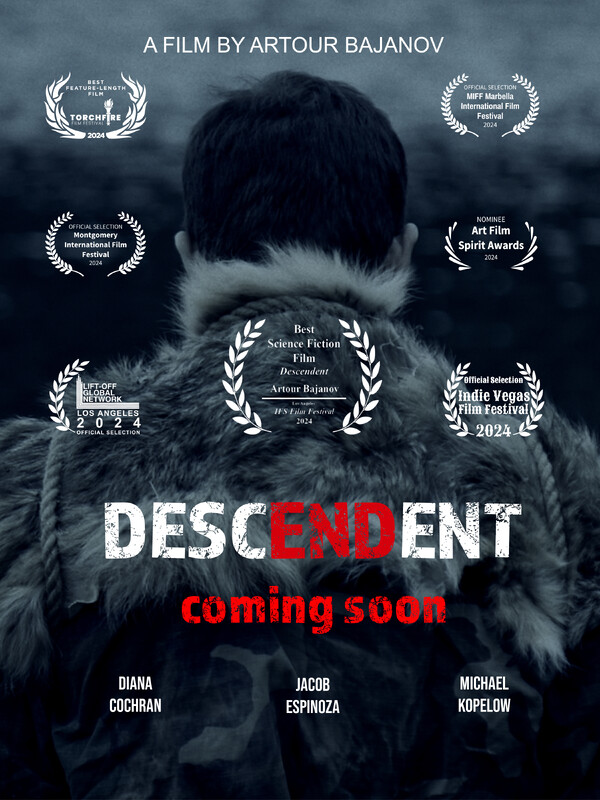 A FILM BY ARTOUR BAJANOV
BEST
FEATURE-LENGTH
FILM
TORCHFIRE
FILM FESTIVAL
2024
OFFICIAL SELECTION
MIFF Marbella
International Film
Festival
2024
OFFICIAL SELECTION
Montgomery
International Film
Festival
2024
NOMINEE
Art Film
Spirit Awards
2024
Best
Science Fiction
Film
Descendent
Artour Bajanov
Los Angeles
IFS Film Festival
2024
LIFT-OFF
GLOBAL
NETWORK
LOS ANGELES
2024
OFFICIAL SELECTION
Official Selection
Indie Vegas
Film Festival
2024
DESCENDENT
coming soon
DIANA
COCHRAN
JACOB
ESPINOZA
MICHAEL
KOPELOW